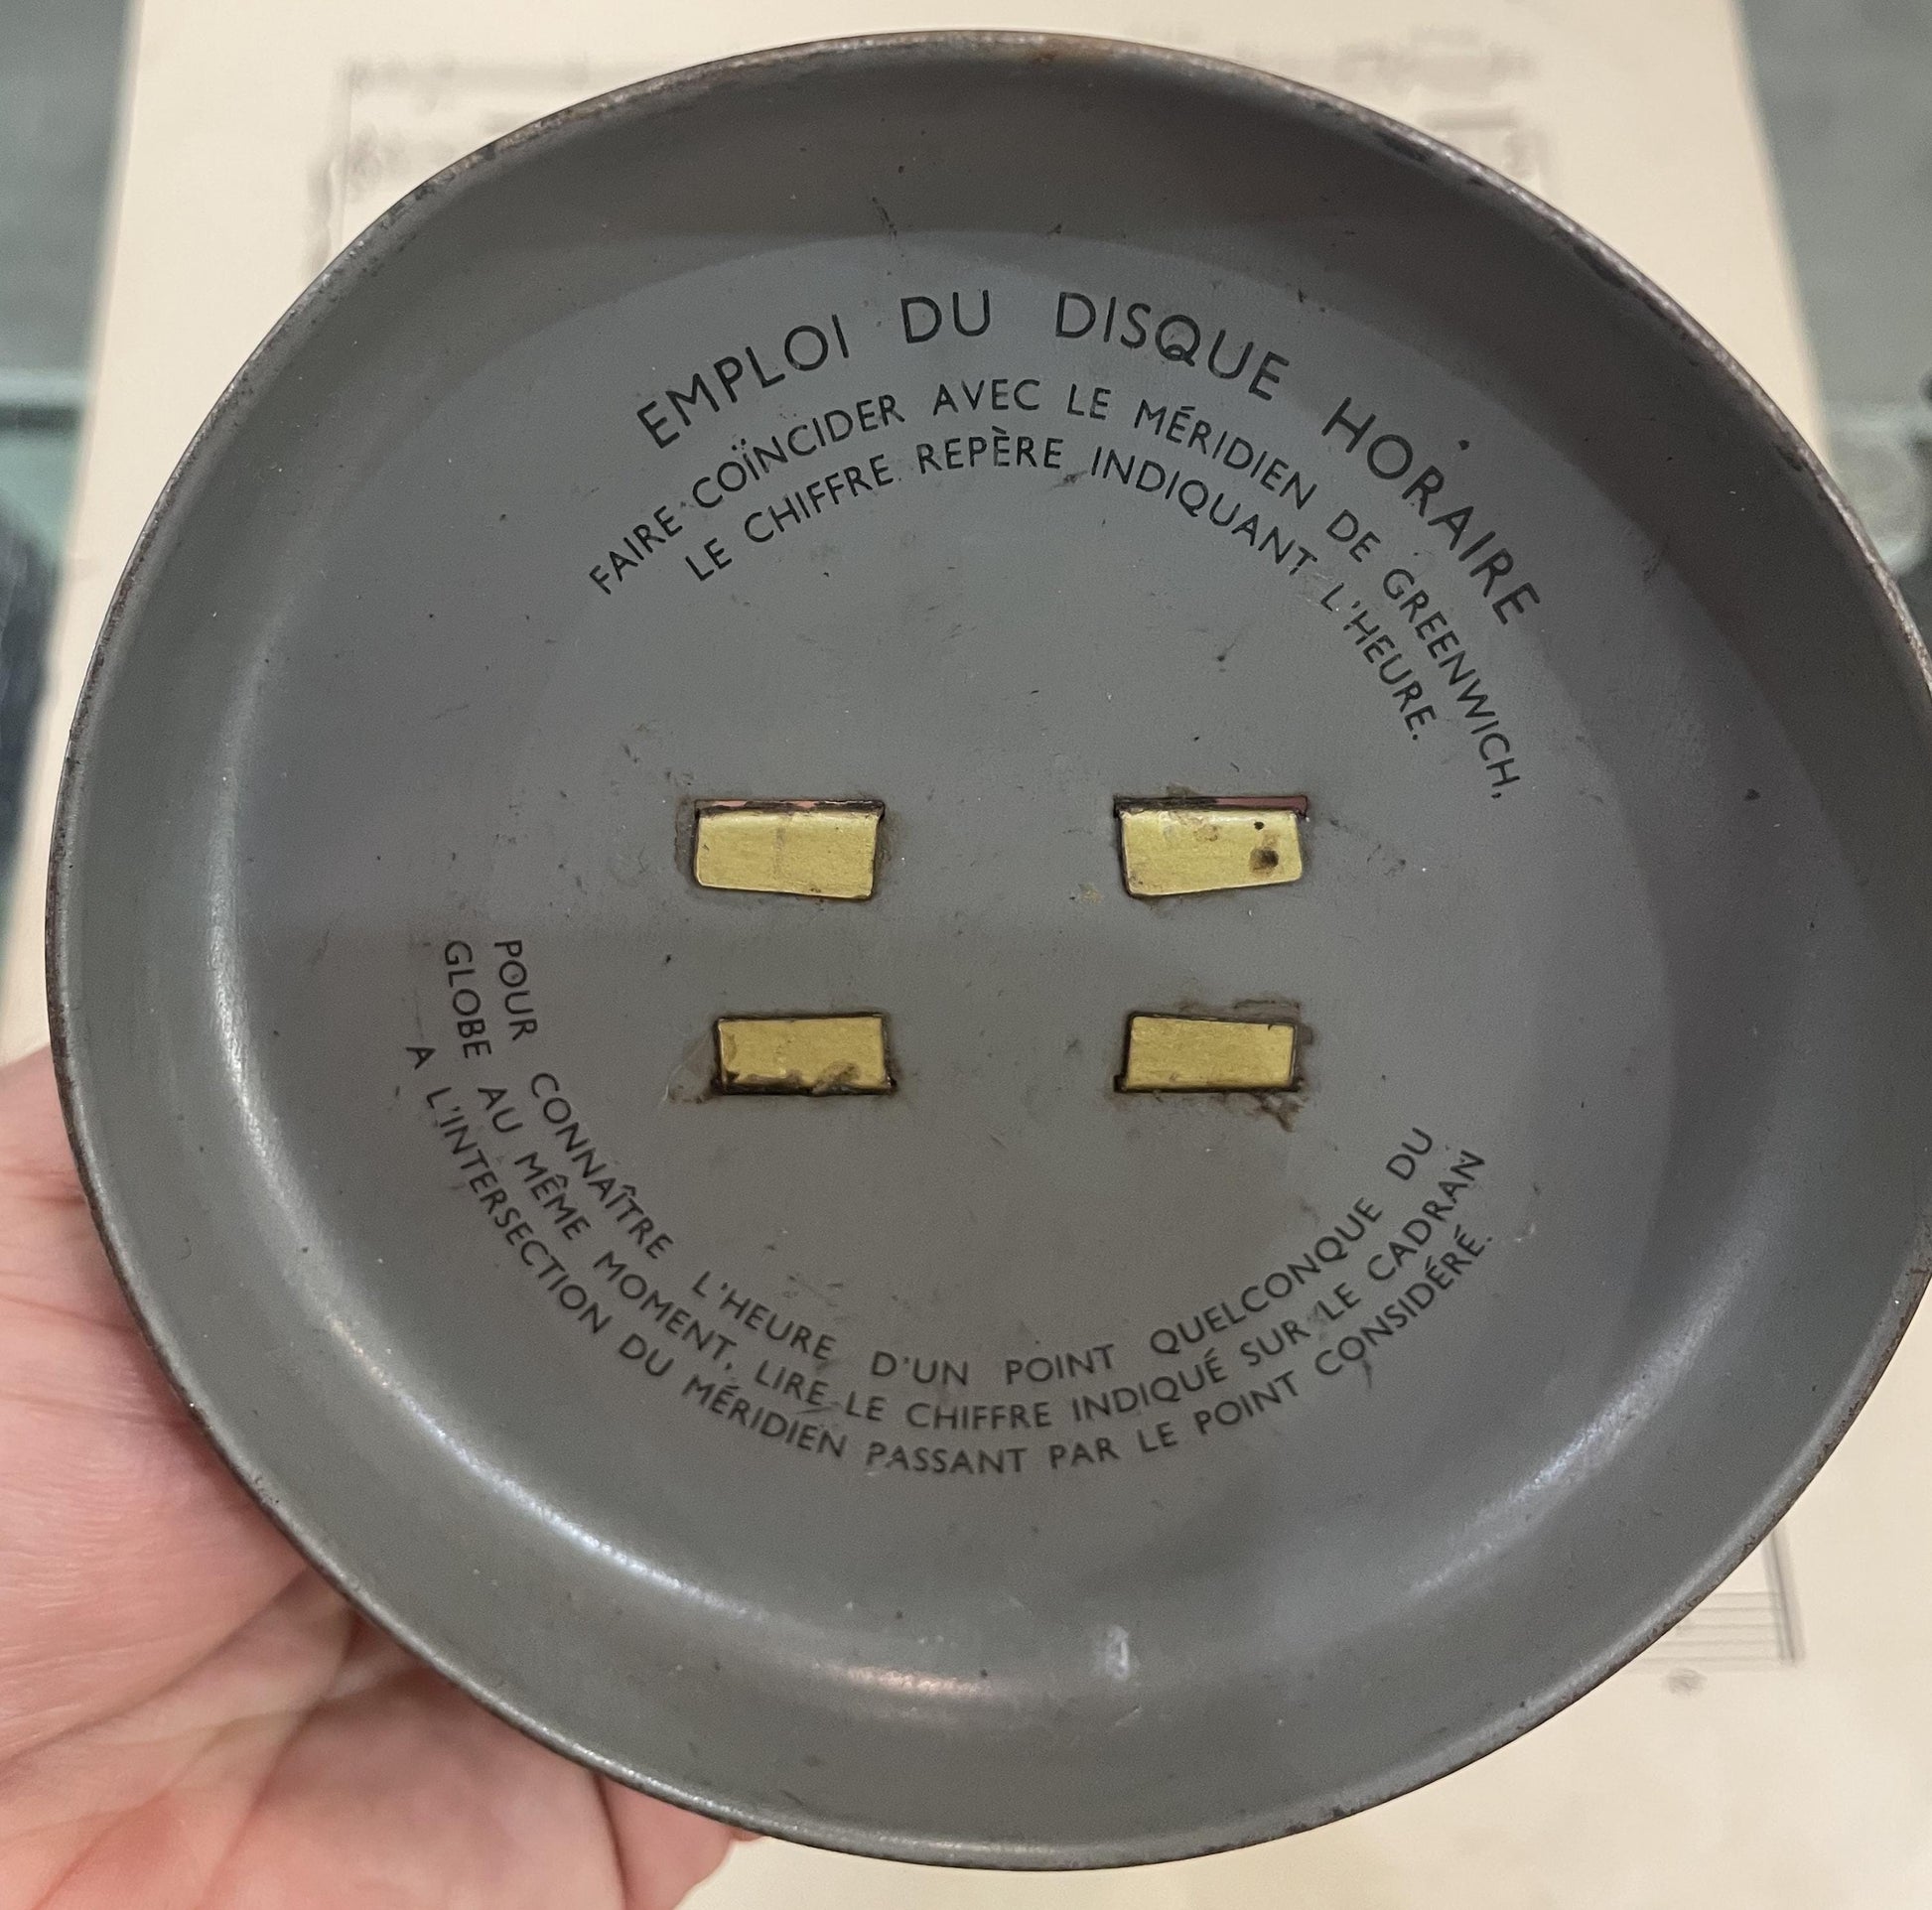 EMPLOI DU DISQUE HORAIRE
FAIRE COÏNCIDER AVEC LE MÉRIDIEN DE GREENWICH,
LE CHIFFRE REPÈRE INDIQUANT L'HEURE.
POUR CONNAÎTRE L'HEURE D'UN POINT QUELCONQUE DU
GLOBE AU MÊME MOMENT, LIRE LE CHIFFRE INDIQUÉ SUR LE CADRAN
A L'INTERSECTION DU MÉRIDIEN PASSANT PAR LE POINT CONSIDÉRÉ.